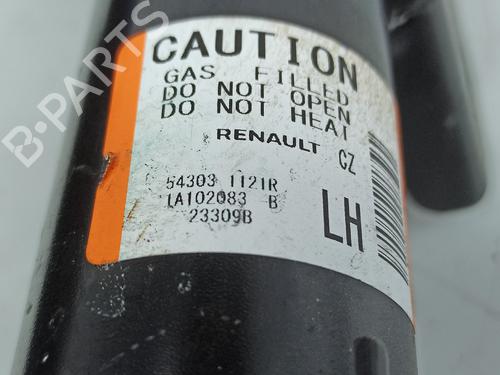 B-PARTS
CAUTION
GAS FILLED
DO NOT OPEN
DO NOT HEAT
RENAULT CZ
54303 1121R
LA102083 B
23309B
LH